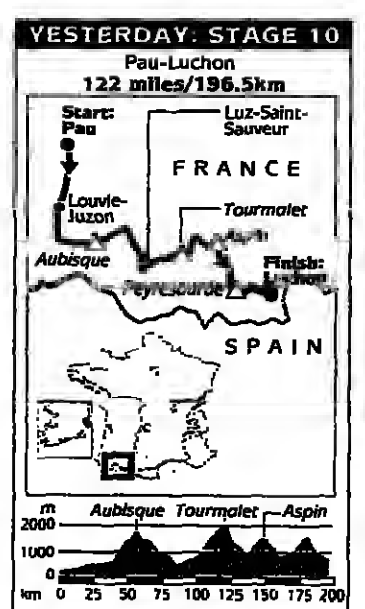 YESTERDAY: STAGE 10
Pau-Luchon
122 miles/196.5km
Start:
Pau
Luz-Saint-
Sauveur
FRANCE
Louvie-
Juzon
Tourmalet
Aubisque
Finish:
Luchon
Peyresourde
SPAIN
m
Aubisque Tourmalet Aspin
2000
1000
0
km 0 25 50 75 100 125 150 175 200